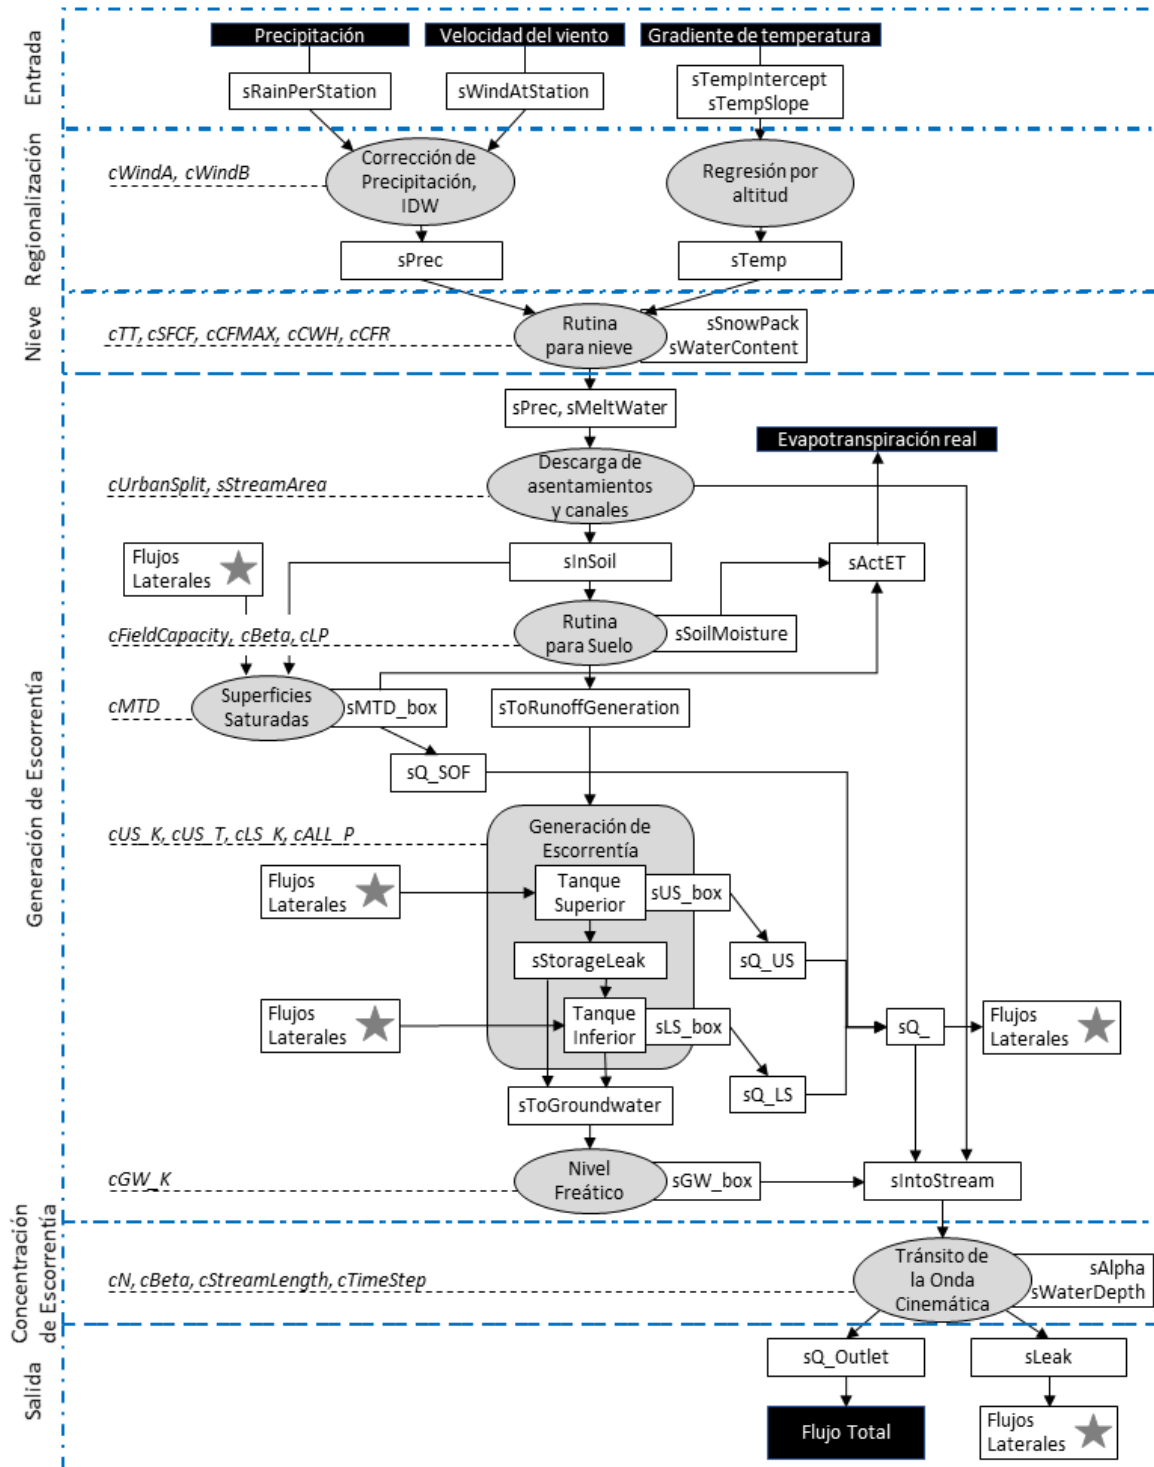 Entrada
Precipitación
Velocidad del viento
Gradiente de temperatura
sRainPerStation
sWindAtStation
sTempIntercept
sTempSlope
Regionalización
cWindA, cWindB
Corrección de
Precipitación,
IDW
Regresión por
altitud
sPrec
sTemp
Nieve
cTT, cSFCF, cCFMAX, cCWH, cCFR
Rutina
para nieve
sSnowPack
sWaterContent
Generación de Escorrentía
sPrec, sMeltWater
Evapotranspiración real
cUrbanSplit, sStreamArea
Descarga de
asentamientos
y canales
Flujos
Laterales
sInSoil
sActET
cFieldCapacity, cBeta, cLP
Rutina
para Suelo
sSoilMoisture
cMTD
Superficies
Saturadas
sMTD_box
sToRunoffGeneration
sQ_SOF
cUS_K, cUS_T, cLS_K, cALL_P
Generación de
Escorrentía
Flujos
Laterales
Tanque
Superior
sUS_box
sStorageLeak
sQ_US
Flujos
Laterales
Tanque
Inferior
sLS_box
sQ_
Flujos
Laterales
sQ_LS
sToGroundwater
cGW_K
Nivel
Freático
sGW_box
sIntoStream
Concentración
de Escorrentía
cN, cBeta, cStreamLength, cTimeStep
Tránsito de
la Onda
Cinemática
sAlpha
sWaterDepth
Salida
sQ_Outlet
sLeak
Flujo Total
Flujos
Laterales